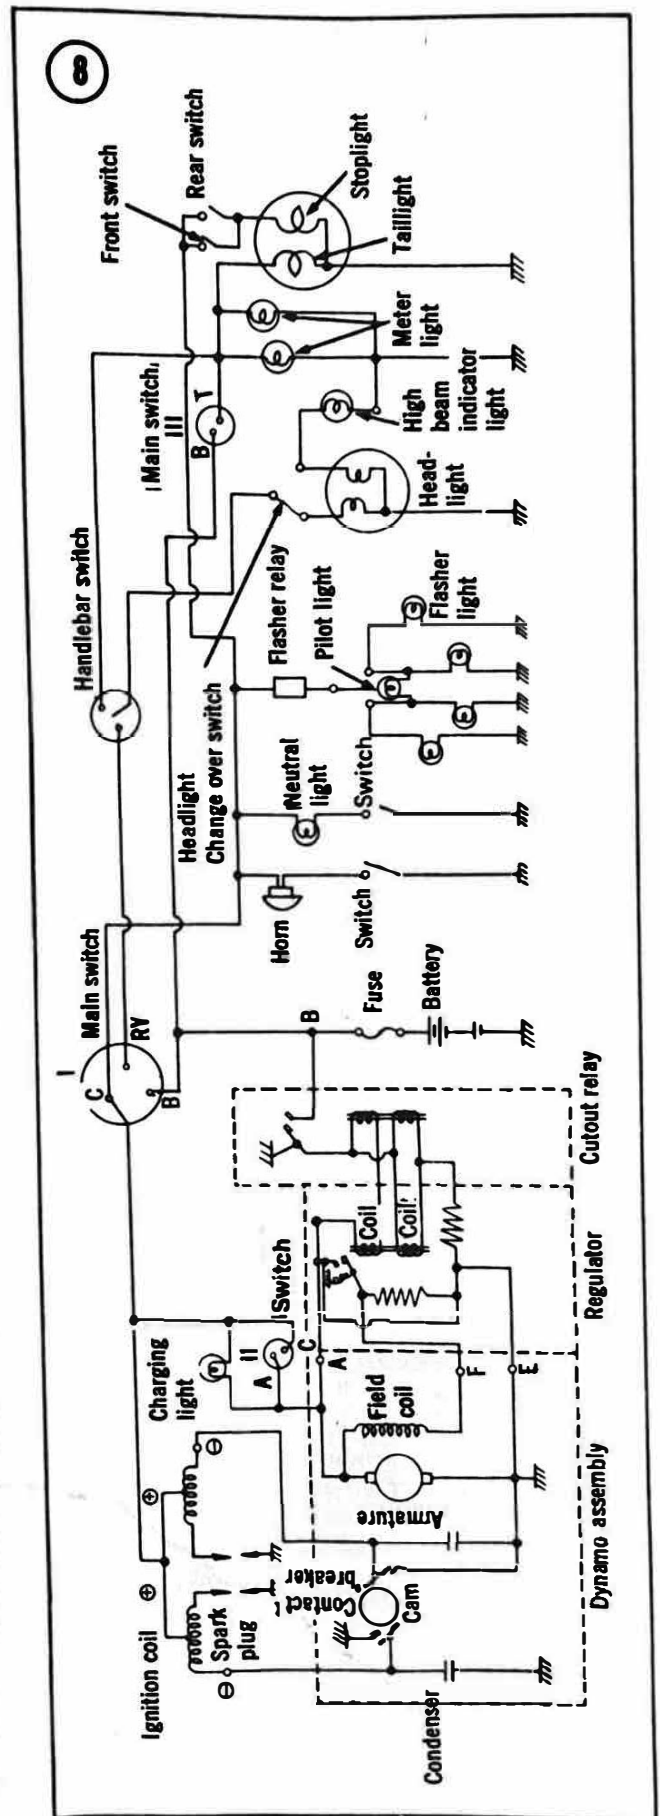 8
Ignition coil
⊕
⊕
⊖
⊖
Spark
plug
Condenser
Contact
breaker
Cam
Armature
Field
coil
Dynamo assembly
Charging
light
II
A
Switch
C
A
F
E
Coil
Coil
Regulator
Cutout relay
I
Main switch
C
RV
B
B
Fuse
Battery
Horn
Switch
Neutral
light
Switch
Headlight
Change over switch
Handlebar switch
Flasher relay
Pilot light
Flasher
light
Main switch
III
B
T
Head-
light
High
beam
indicator
light
Meter
light
Front switch
Rear switch
Stoplight
Taillight